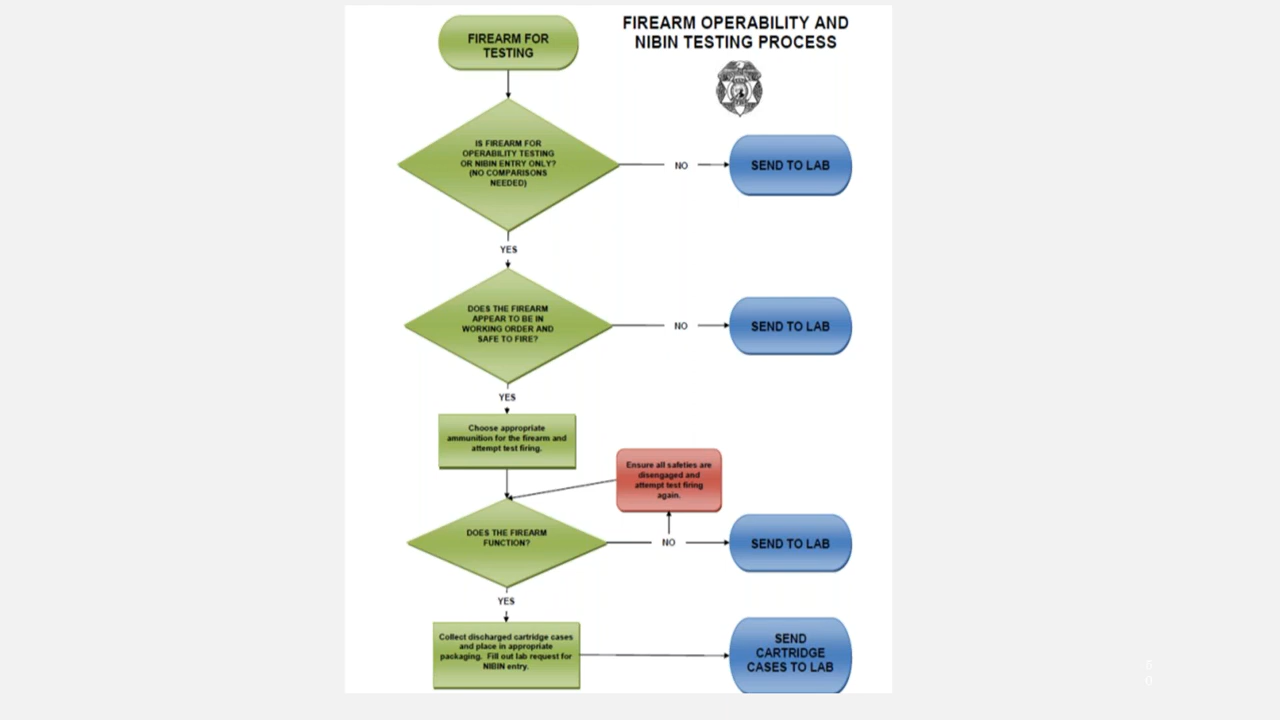 FIREARM OPERABILITY AND
NIBIN TESTING PROCESS
FIREARM FOR
TESTING
IS FIREARM FOR
OPERABILITY TESTING
OR NIBIN ENTRY ONLY?
(NO COMPARISONS
NEEDED)
NO
SEND TO LAB
YES
DOES THE FIREARM
APPEAR TO BE IN
WORKING ORDER AND
SAFE TO FIRE?
NO
SEND TO LAB
YES
Choose appropriate
ammunition for the firearm and
attempt test firing.
Ensure all safeties are
disengaged and
attempt test firing
again.
DOES THE FIREARM
FUNCTION?
NO
SEND TO LAB
YES
Collect discharged cartridge cases
and place in appropriate
packaging. Fill out lab request for
NIBIN entry.
SEND
CARTRIDGE
CASES TO LAB